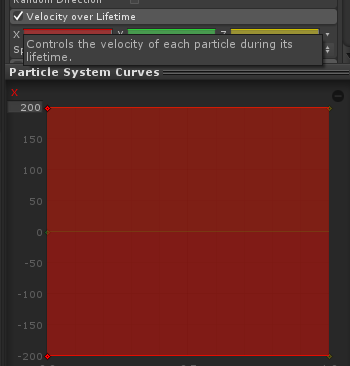 Random Direction
Velocity over Lifetime
X Y Z
Controls the velocity of each particle during its
lifetime.
Particle System Curves
X
200
150
100
50
0
-50
-100
-150
-200